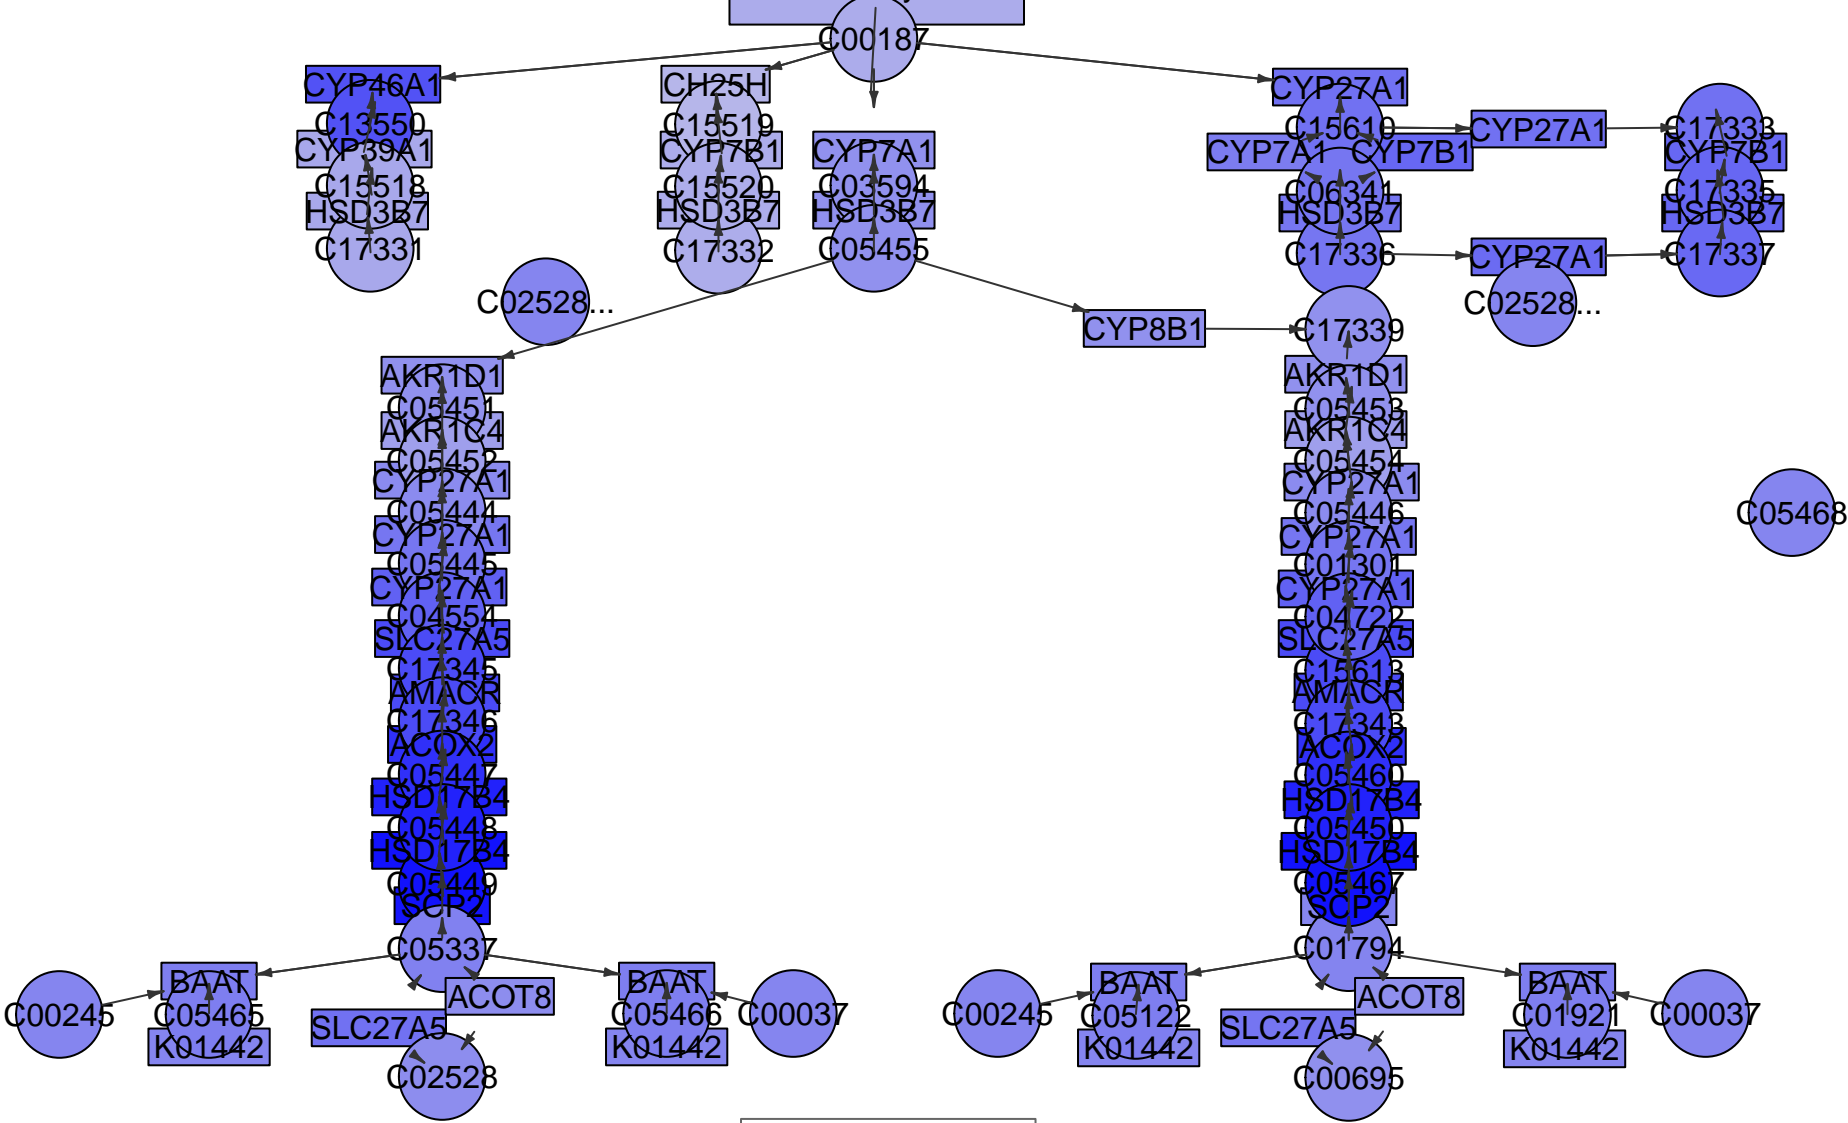 C00187
CYP46A1
CH25H
CYP27A1
C13550
C15519
C15610
CYP27A1
C17333
CYP39A1
CYP7B1
CYP7A1
CYP7A1
CYP7B1
CYP7B1
C15518
C15520
C03594
C06341
C17335
HSD3B7
HSD3B7
HSD3B7
HSD3B7
HSD3B7
C17331
C17332
C05455
C17336
CYP27A1
C17337
C02528...
C02528...
CYP8B1
C17339
AKR1D1
AKR1D1
C05451
C05453
AKR1C4
AKR1C4
C05452
C05454
CYP27A1
CYP27A1
C05444
C05446
C05468
CYP27A1
CYP27A1
C05445
C01301
CYP27A1
CYP27A1
C04554
C04722
SLC27A5
SLC27A5
C17345
C15613
AMACR
AMACR
C17346
C17343
ACOX2
ACOX2
C05447
C05460
HSD17B4
HSD17B4
C05448
C05450
HSD17B4
HSD17B4
C05449
C05467
SCP2
SCP2
C05337
C01794
BAAT
BAAT
BAAT
BAAT
ACOT8
ACOT8
C00245
C05465
SLC27A5
C05466
C00037
C00245
C05122
SLC27A5
C01921
C00037
K01442
K01442
K01442
K01442
C02528
C00695